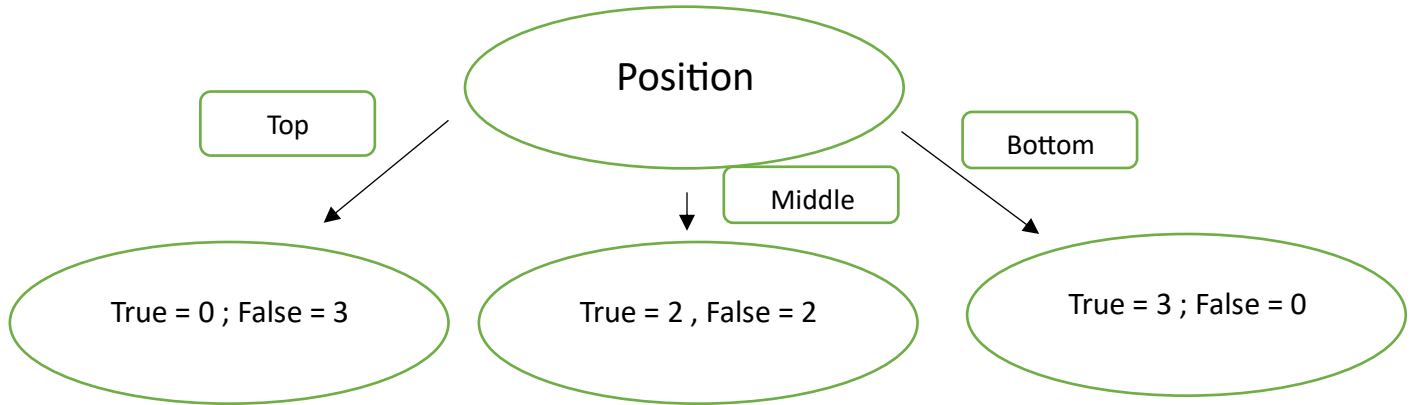 Position
Top
Middle
Bottom
True = 0 ; False = 3
True = 2 , False = 2
True = 3 ; False = 0